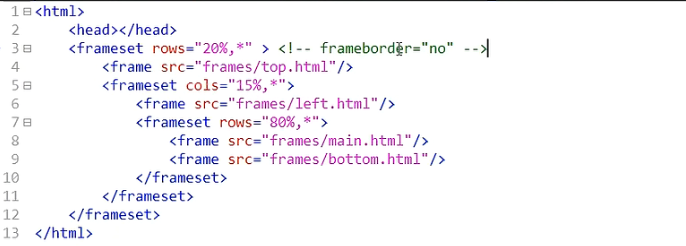 1 <html>
2 <head></head>
3 <frameset rows="20%,*" > <!-- frameborder="no" -->
4 <frame src="frames/top.html"/>
5 <frameset cols="15%,*">
6 <frame src="frames/left.html"/>
7 <frameset rows="80%,*">
8 <frame src="frames/main.html"/>
9 <frame src="frames/bottom.html"/>
10 </frameset>
11 </frameset>
12 </frameset>
13 </html>